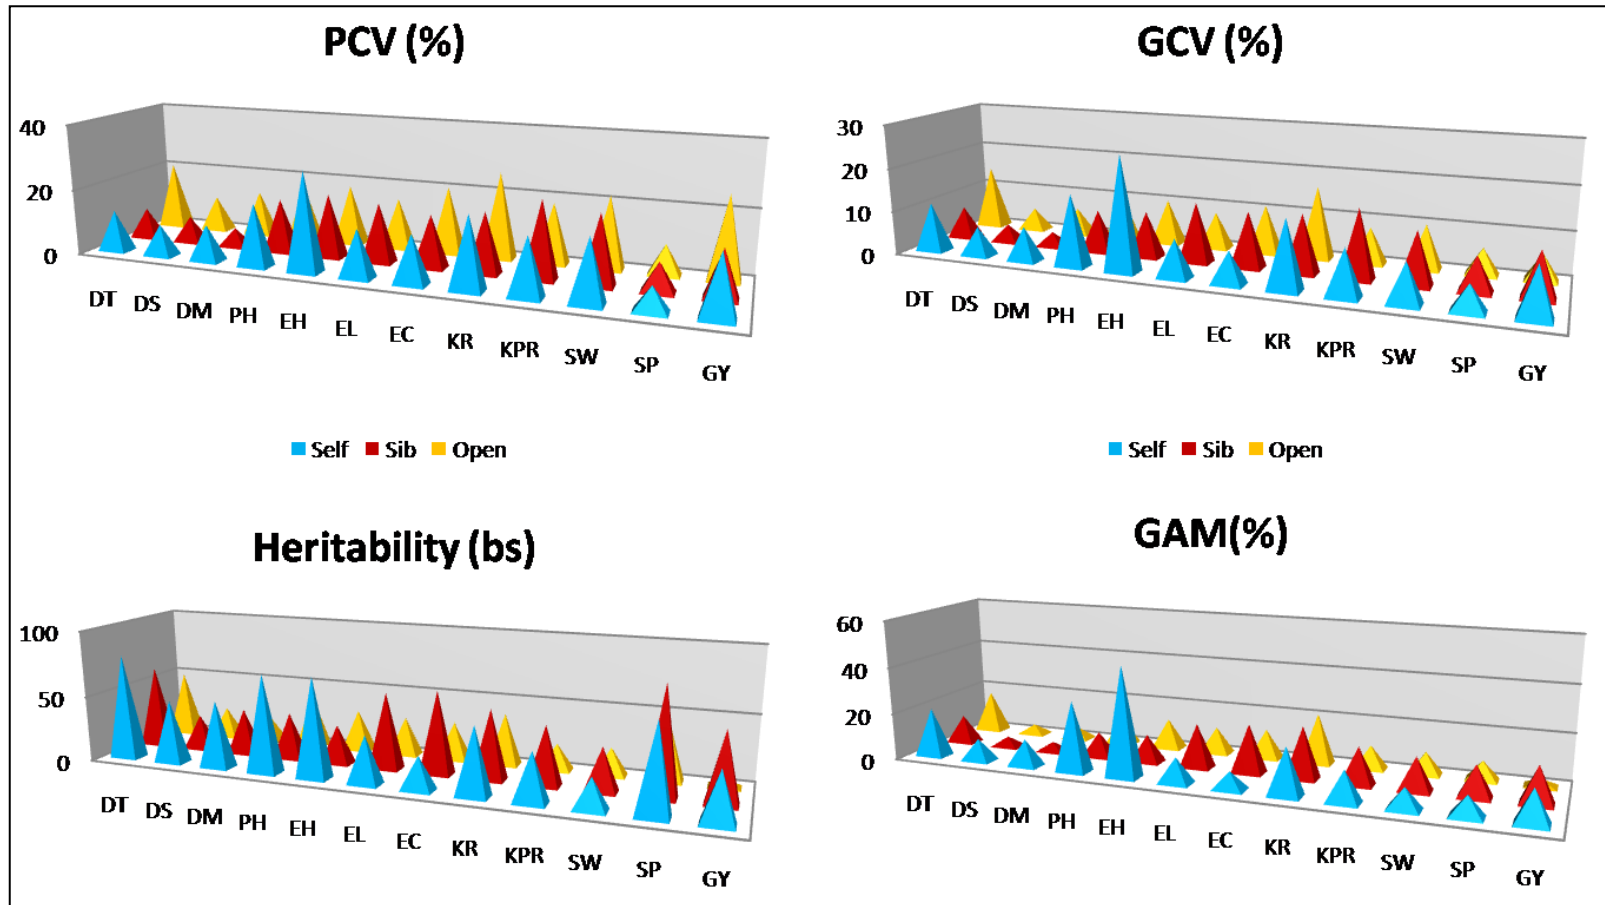 PCV (%)
40
20
0
DT DS DM PH EH EL EC KR KPR SW SP GY
Self Sib Open
GCV (%)
30
20
10
0
DT DS DM PH EH EL EC KR KPR SW SP GY
Self Sib Open
Heritability (bs)
100
50
0
DT DS DM PH EH EL EC KR KPR SW SP GY
GAM(%)
60
40
20
0
DT DS DM PH EH EL EC KR KPR SW SP GY